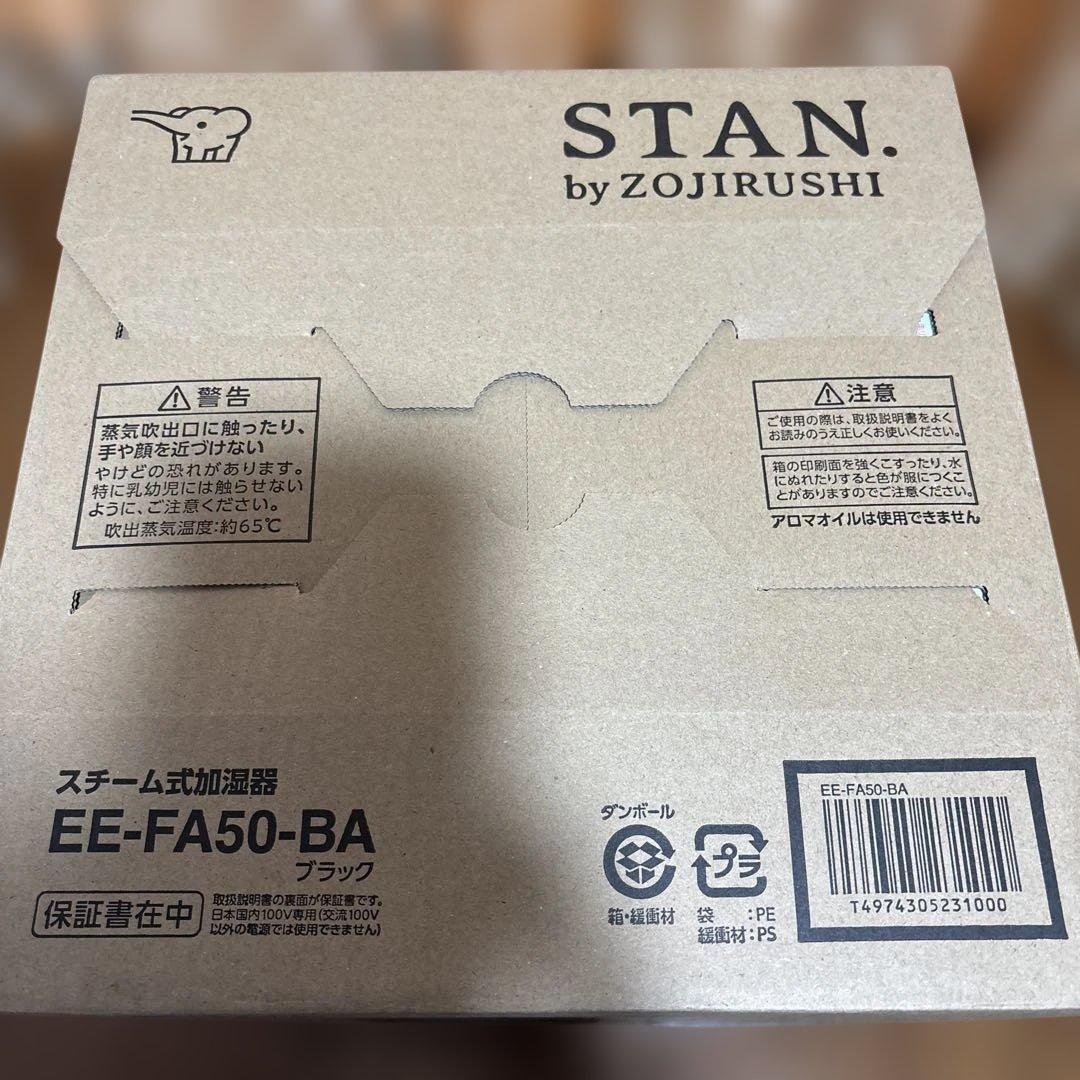 STAN.
by ZOJIRUSHI
警告
蒸気吹出口に触ったり、
手や顔を近づけない
やけどの恐れがあります。
特に乳幼児には触らせない
ように、ご注意ください。
吹出蒸気温度:約65℃
注意
ご使用の際は、取扱説明書をよく
お読みのうえ正しくお使いください。
箱の印刷面を強くこすったり、水
にぬれたりすると色が服につくこ
とがありますのでご注意ください。
アロマオイルは使用できません
スチーム式加湿器
EE-FA50-BA
ブラック
保証書在中
取扱説明書の裏面が保証書です。
日本国内100V専用(交流100V
以外の電源では使用できません)
ダンボール
箱・緩衝材
プラ
袋 :PE
緩衝材:PS
EE-FA50-BA
T4974305231000